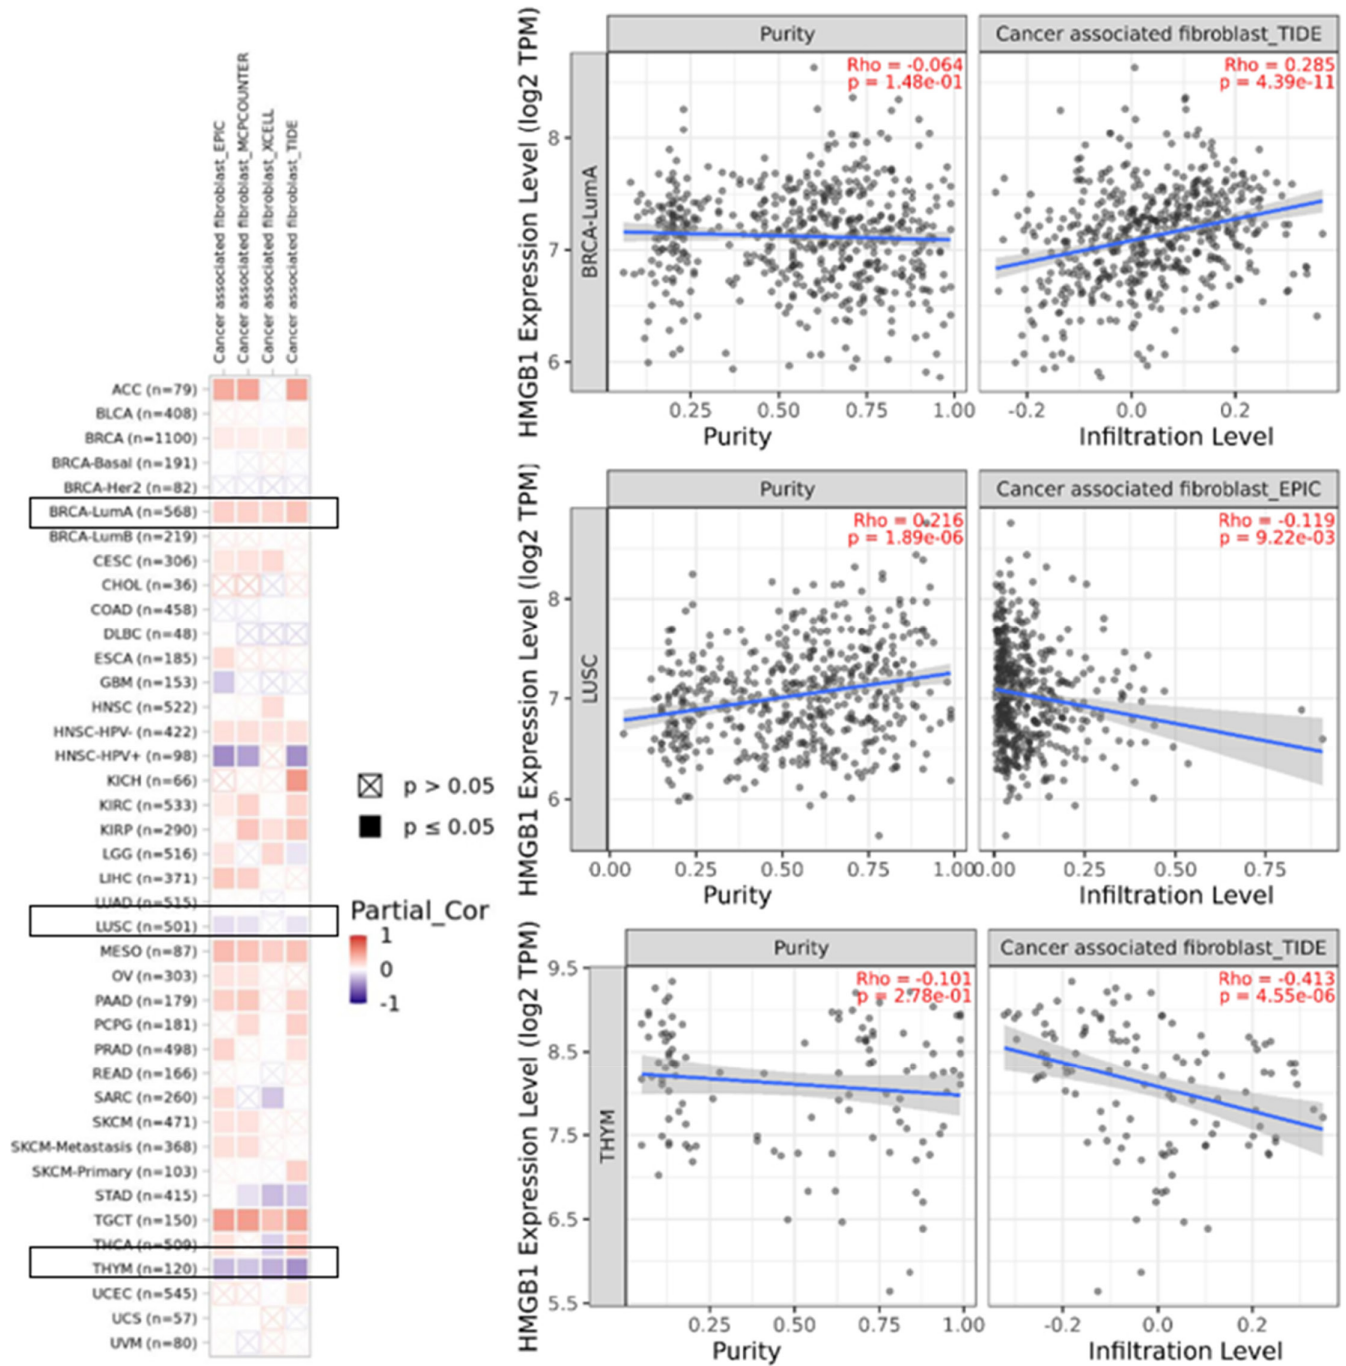 Cancer associated fibroblast_EPIC
Cancer associated fibroblast_MCPCOUNTER
Cancer associated fibroblast_XCELL
Cancer associated fibroblast_TIDE
ACC (n=79)
BLCA (n=408)
BRCA (n=1100)
BRCA-Basal (n=191)
BRCA-Her2 (n=82)
BRCA-LumA (n=568)
BRCA-LumB (n=219)
CESC (n=306)
CHOL (n=36)
COAD (n=458)
DLBC (n=48)
ESCA (n=185)
GBM (n=153)
HNSC (n=522)
HNSC-HPV- (n=422)
HNSC-HPV+ (n=98)
KICH (n=66)
KIRC (n=533)
KIRP (n=290)
LGG (n=516)
LIHC (n=371)
LUAD (n=515)
LUSC (n=501)
MESO (n=87)
OV (n=303)
PAAD (n=179)
PCPG (n=181)
PRAD (n=498)
READ (n=166)
SARC (n=260)
SKCM (n=471)
SKCM-Metastasis (n=368)
SKCM-Primary (n=103)
STAD (n=415)
TGCT (n=150)
THCA (n=509)
THYM (n=120)
UCEC (n=545)
UCS (n=57)
UVM (n=80)
p > 0.05
p ≤ 0.05
Partial_Cor
1
0
-1
Purity
Cancer associated fibroblast_TIDE
Rho = -0.064
p = 1.48e-01
Rho = 0.285
p = 4.39e-11
HMGB1 Expression Level (log2 TPM)
BRCA-LumA
8
7
6
0.25 0.50 0.75 1.00
-0.2 0.0 0.2
Purity
Infiltration Level
Purity
Cancer associated fibroblast_EPIC
Rho = 0.216
p = 1.89e-06
Rho = -0.119
p = 9.22e-03
HMGB1 Expression Level (log2 TPM)
LUSC
8
7
6
0.00 0.25 0.50 0.75 1.00
0.00 0.25 0.50 0.75
Purity
Infiltration Level
Purity
Cancer associated fibroblast_TIDE
Rho = -0.101
p = 2.78e-01
Rho = -0.413
p = 4.55e-06
HMGB1 Expression Level (log2 TPM)
THYM
9.5
8.5
7.5
6.5
5.5
0.25 0.50 0.75 1.00
-0.2 0.0 0.2
Purity
Infiltration Level